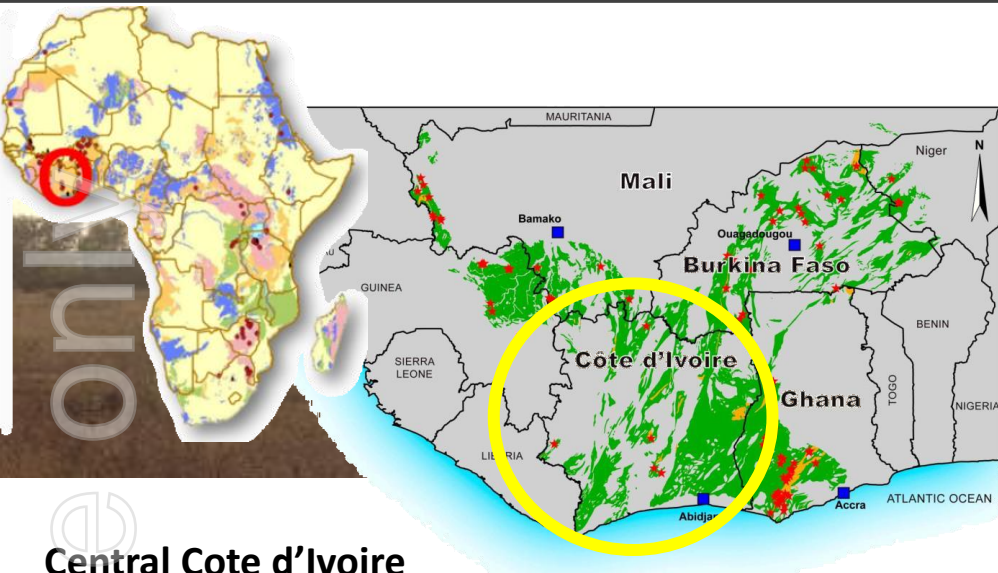 MAURITANIA
Niger
N
Mali
Bamako
Ouagadougou
Burkina Faso
GUINEA
BENIN
SIERRA
LEONE
Côte d'Ivoire
Ghana
TOGO
NIGERIA
LIBERIA
Abidjan
Accra
ATLANTIC OCEAN
only
e
Central Cote d'Ivoire